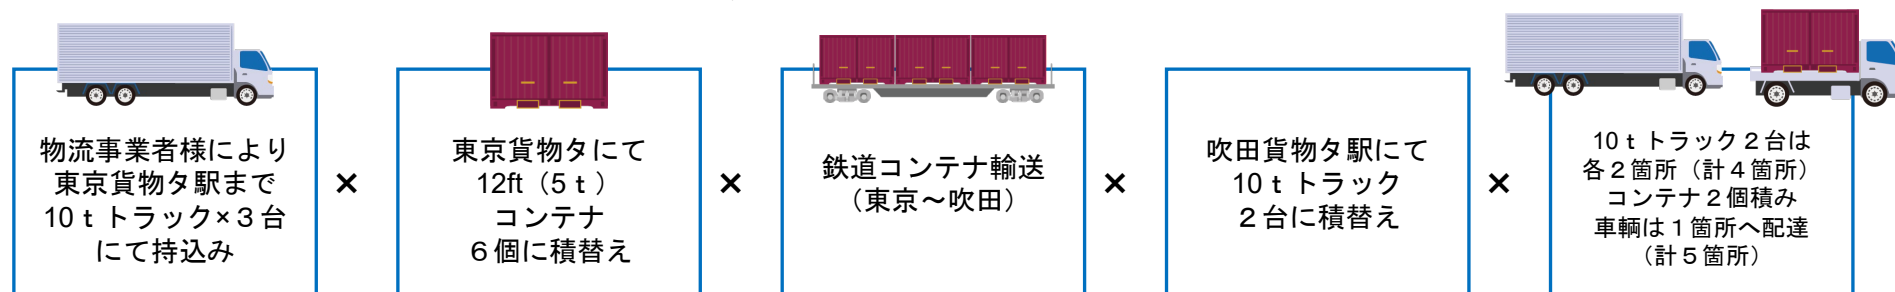 物流事業者様により
東京貨物タ駅まで
10ｔトラック×３台
にて持込み
×
東京貨物タにて
12ft（5ｔ）
コンテナ
６個に積替え
×
鉄道コンテナ輸送
（東京～吹田）
×
吹田貨物タ駅にて
10ｔトラック
２台に積替え
×
10ｔトラック２台は
各２箇所（計４箇所）
コンテナ２個積み
車輌は１箇所へ配達
（計５箇所）